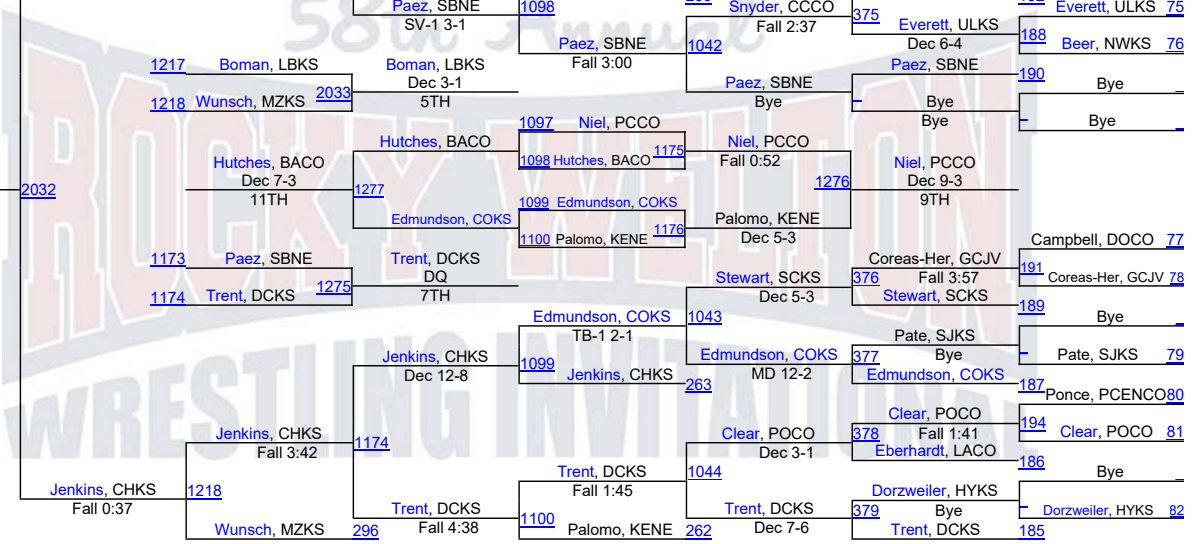 Paez, SBNE 1098 Snyder, CCCO 375 Everett, ULKS 75
SV-1 3-1 Fall 2:37 Everett, ULKS 188
58th Annual
Paez, SBNE 1042 Dec 6-4 Beer, NWKS 76
Fall 3:00
1217 Boman, LBKS Boman, LBKS Paez, SBNE Paez, SBNE 190
Dec 3-1 Bye Bye
1218 Wunsch, MZKS 2033 5TH - Bye
Bye - Bye
1097 Niel, PCCO
Hutches, BACO 1175 Niel, PCCO
1098 Hutches, BACO Fall 0:52 Niel, PCCO
Hutches, BACO 1277 1276 Dec 9-3
Dec 7-3 9TH
2032 11TH
ROCKY WELTON
1099 Edmundson, COKS
Edmundson, COKS 1176 Palomo, KENE
1100 Palomo, KENE Dec 5-3
Campbell, DOCO 77
1173 Paez, SBNE Trent, DCKS Coreas-Her, GCJV 191
1275 DQ Stewart, SCKS 376 Fall 3:57 Coreas-Her, GCJV 78
1174 Trent, DCKS 7TH Dec 5-3 Stewart, SCKS 189
Edmundson, COKS 1043 Bye
TB-1 2-1 Pate, SJKS -
Jenkins, CHKS 1099 Edmundson, COKS 377 Bye Pate, SJKS 79
Dec 12-8 Jenkins, CHKS 263 MD 12-2 Edmundson, COKS 187
WRESTLING INVITATIONAL
Ponce, PCENCO 80
Clear, POCO 194
Jenkins, CHKS 1174 Clear, POCO 378 Fall 1:41 Clear, POCO 81
Fall 3:42 Dec 3-1 Eberhardt, LACO 186
Trent, DCKS 1044 Bye
Jenkins, CHKS 1218 Fall 1:45 Dorzweiler, HYKS -
Fall 0:37 Trent, DCKS 1100 Trent, DCKS 379 Bye Dorzweiler, HYKS 82
Wunsch, MZKS 296 Fall 4:38 Palomo, KENE 262 Dec 7-6 Trent, DCKS 185